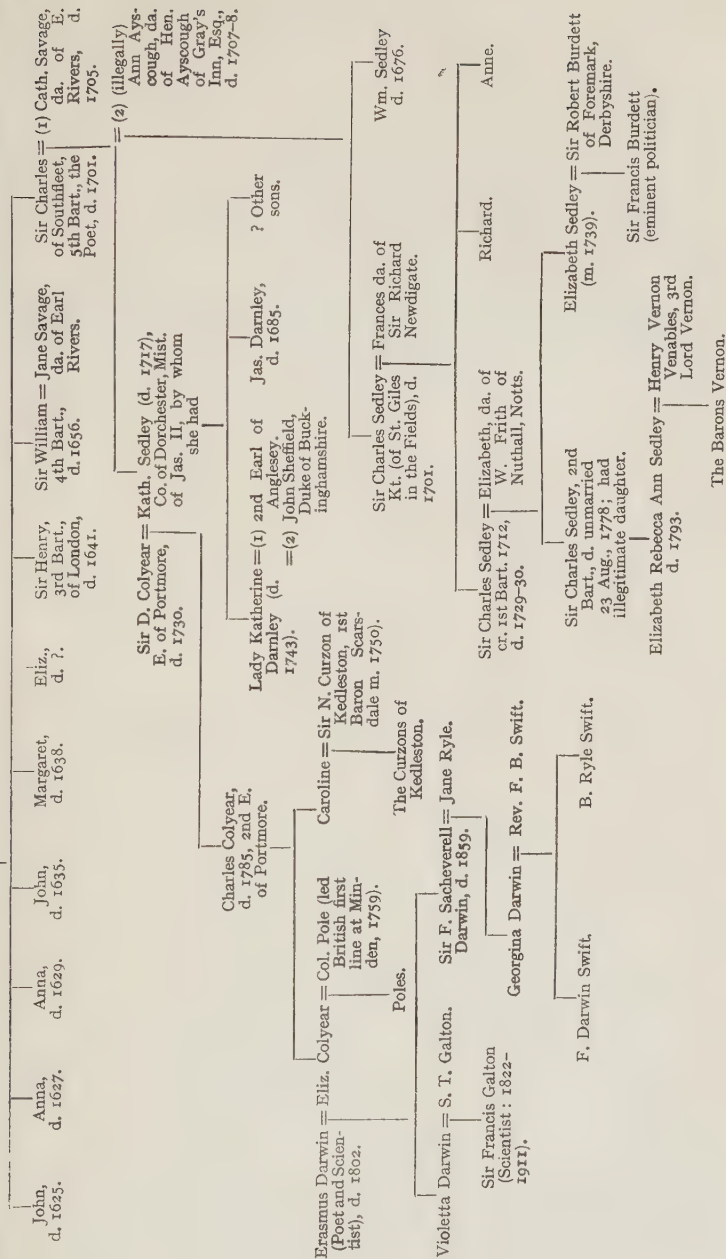 John,
d. 1625.
Anna,
d. 1627.
Anna,
d. 1629.
John,
d. 1635.
Margaret,
d. 1638.
Eliz.,
d. ?.
Sir Henry,
3rd Bart.,
of London,
d. 1641.
Sir William = Jane Savage,
4th Bart., da. of Earl
d. 1656. Rivers.
Sir Charles = (1) Cath. Savage,
of Southfleet, da. of E.
5th Bart., the Rivers, d.
Poet, d. 1701. 1705.
= (2) (illegally)
Ann Ays-
cough, da.
of Hen.
Ayscough
of Gray's
Inn, Esq.,
d. 1707-8.
Sir D. Colyear = Kath. Sedley (d. 1717),
E. of Portmore, Co. of Dorchester, Mist.
d. 1730. of Jas. II, by whom
she had
Wm. Sedley
d. 1676.
Charles Colyear,
d. 1785, 2nd E.
of Portmore.
Lady Katherine = (1) 2nd Earl of
Darnley (d. Anglesey.
1743). = (2) John Sheffield,
Duke of Buck-
inghamshire.
Jas. Darnley,
d. 1685.
? Other
sons.
Sir Charles Sedley = Frances da. of
Kt. (of St. Giles Sir Richard
in the Fields), d. Newdigate.
1701.
Erasmus Darwin = Eliz. Colyear = Col. Pole (led
(Poet and Scien- British first
tist), d. 1802. line at Min-
den, 1759).
Poles.
Caroline = Sir N. Curzon of
Kedleston, 1st
Baron Scars-
dale m. 1750).
The Curzons of
Kedleston.
Sir Charles Sedley = Elizabeth, da. of
cr. 1st Bart. 1712, W. Frith of
d. 1729-30. Nuthall, Notts.
Richard.
Anne.
Violetta Darwin = S. T. Galton.
Sir Francis Galton
(Scientist : 1822-
1911).
Sir F. Sacheverell = Jane Ryle.
Darwin, d. 1859.
Georgina Darwin = Rev. F. B. Swift.
F. Darwin Swift.
B. Ryle Swift.
Sir Charles Sedley, 2nd
Bart., d. unmarried
23 Aug., 1778; had
illegitimate daughter.
Elizabeth Sedley = Sir Robert Burdett
(m. 1739). of Foremark,
Derbyshire.
Sir Francis Burdett
(eminent politician).
Elizabeth Rebecca Ann Sedley = Henry Vernon
d. 1793. Venables, 3rd
Lord Vernon.
The Barons Vernon.